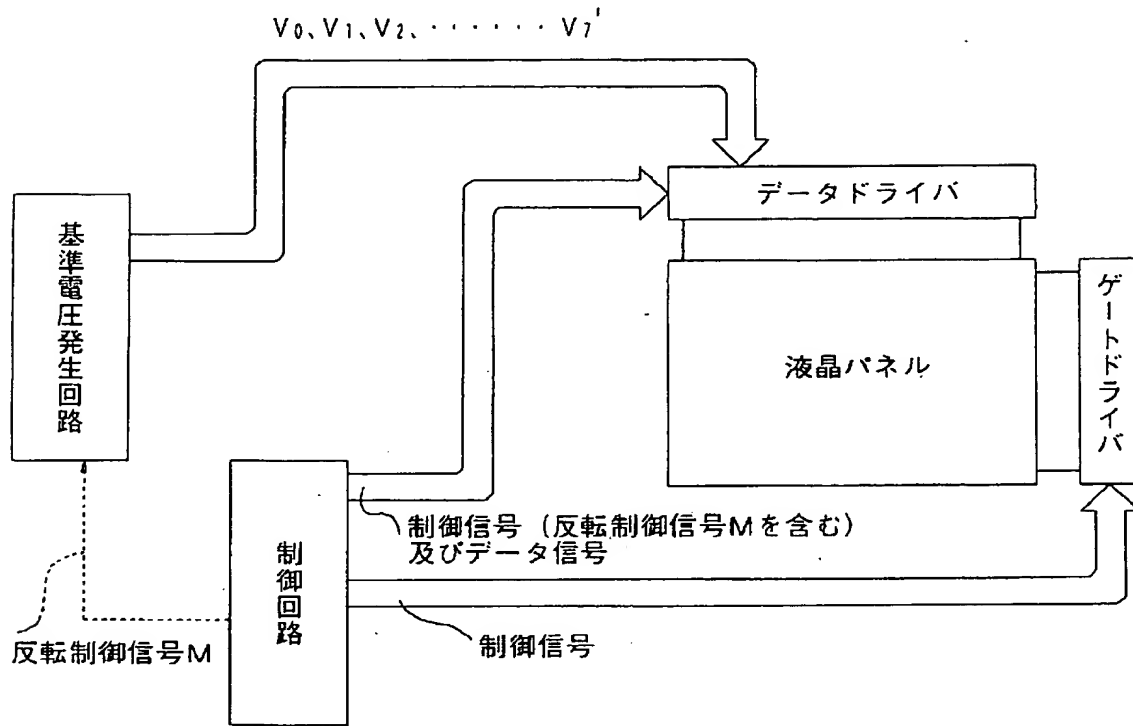 V₀、V₁、V₂、‥‥‥ V₇'
データドライバ
基準電圧発生回路
液晶パネル
ゲートドライバ
制御信号（反転制御信号Mを含む）
及びデータ信号
制御回路
制御信号
反転制御信号M